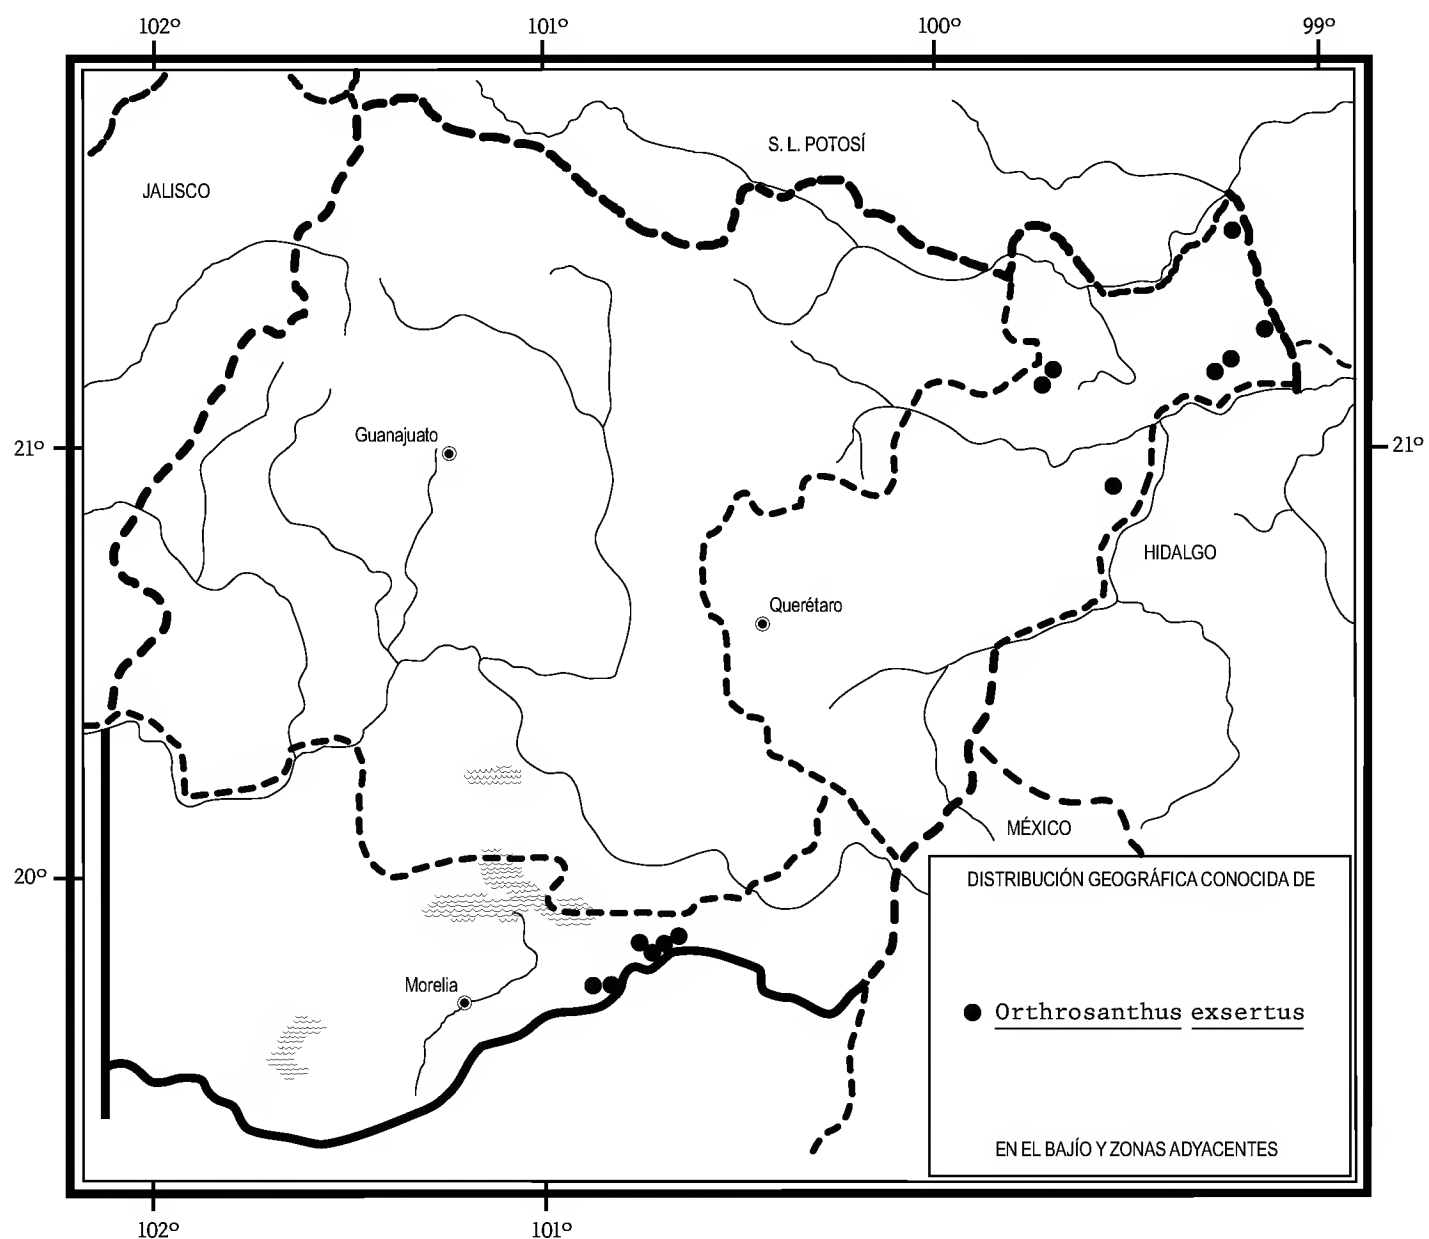 102º 101º 100º 99º
S. L. POTOSÍ
JALISCO
Guanajuato
21º 21º
HIDALGO
Querétaro
MÉXICO
20º
DISTRIBUCIÓN GEOGRÁFICA CONOCIDA DE
Morelia
Orthrosanthus exsertus
EN EL BAJÍO Y ZONAS ADYACENTES
102º 101º